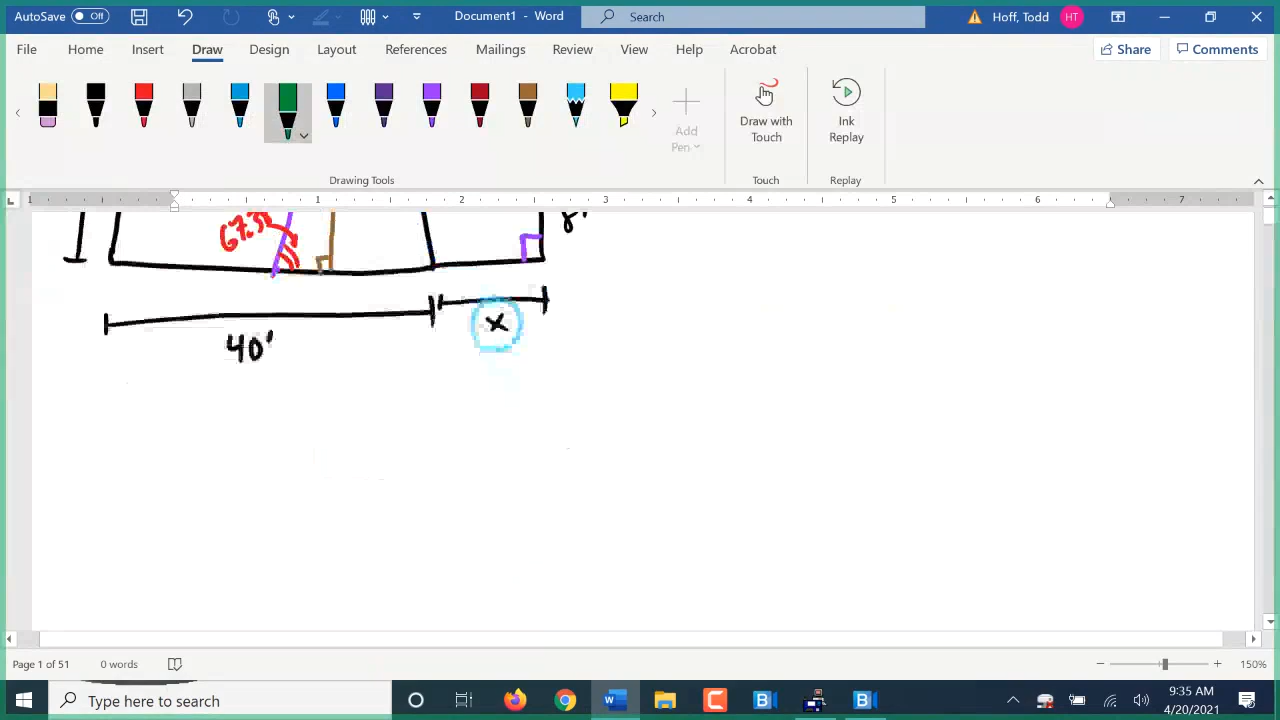 AutoSave Off Document1 - Word Search Hoff, Todd HT
File Home Insert Draw Design Layout References Mailings Review View Help Acrobat Share Comments
Add Pen
Draw with Touch
Ink Replay
Drawing Tools Touch Replay
1 1 2 3 4 5 6 7
67.5
8'
x
40'
Page 1 of 51 0 words 150%
Type here to search
9:35 AM
4/20/2021